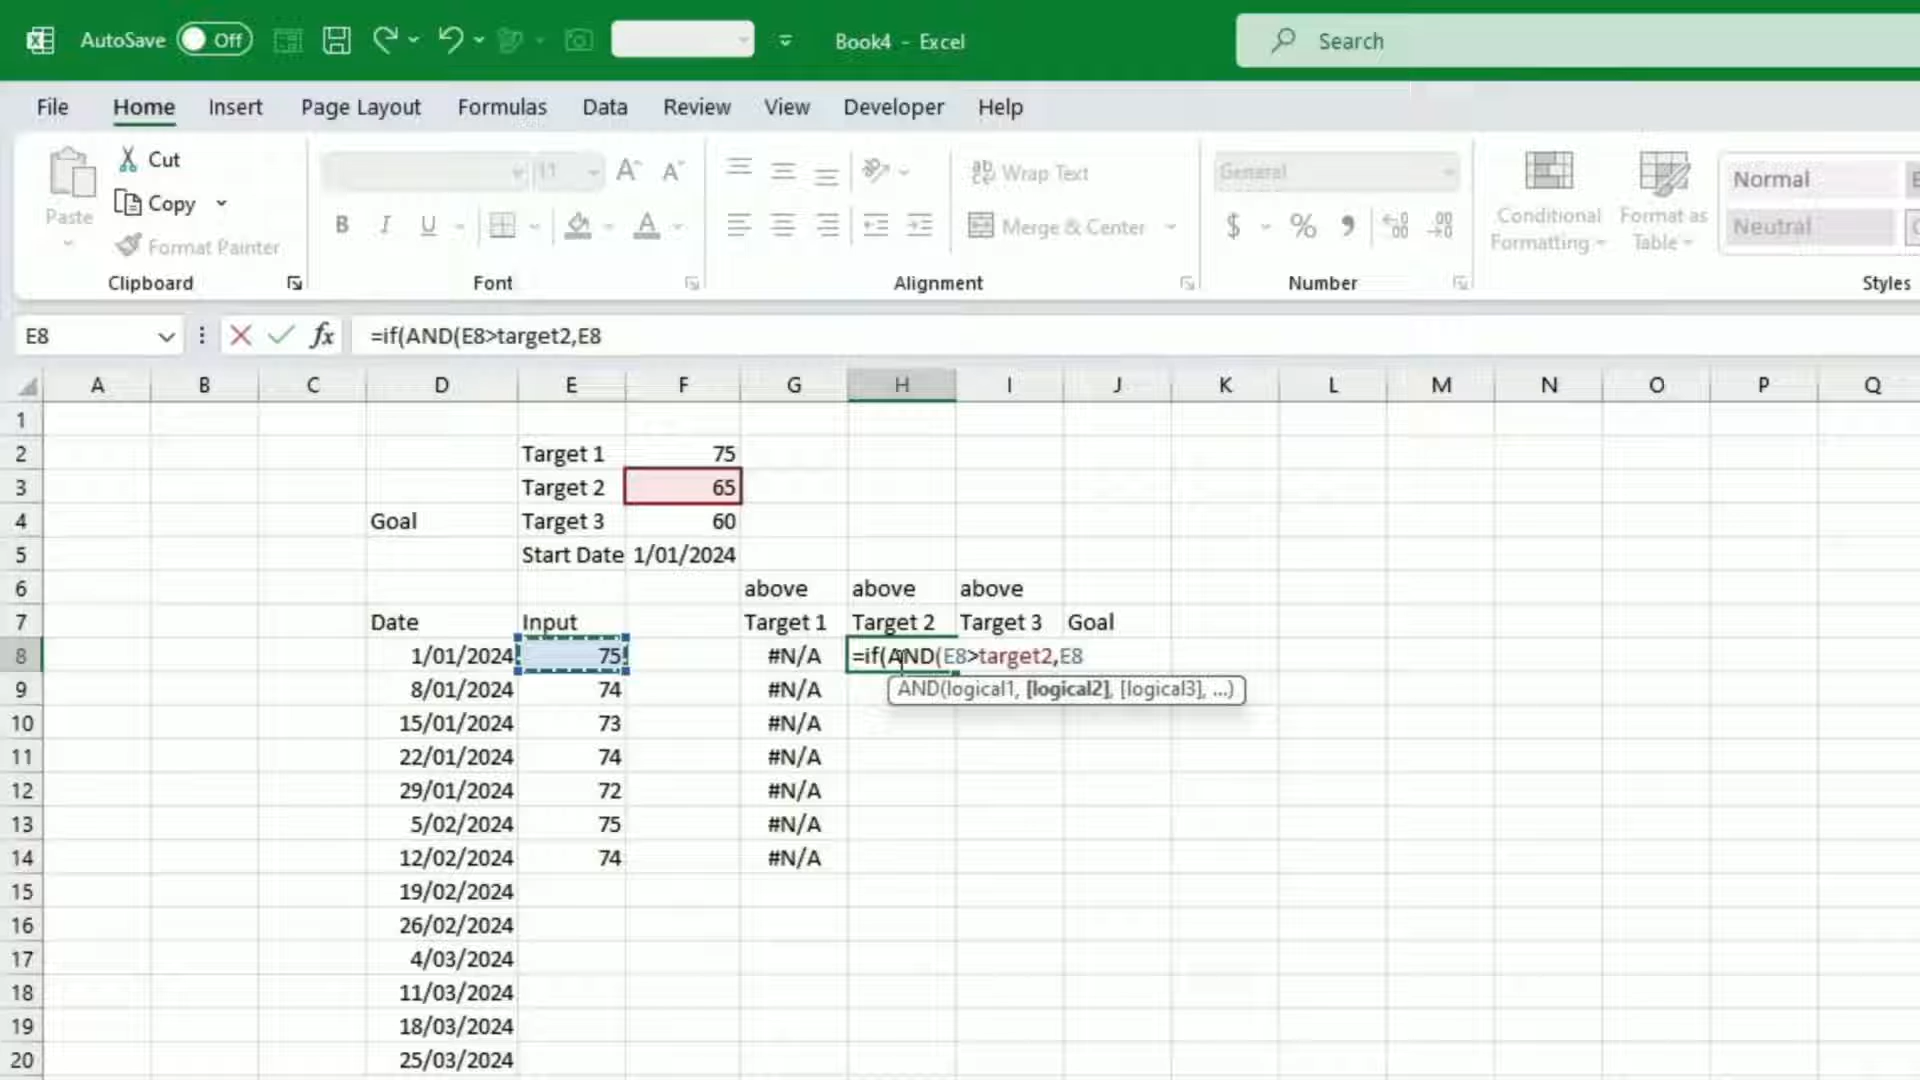 AutoSave Off Book4 - Excel Search
File Home Insert Page Layout Formulas Data Review View Developer Help
Paste Cut Copy Format Painter
Clipboard
11 A A
B I U A
Font
ab Wrap Text
Merge & Center
Alignment
General
$ % 9 .00 .00
Number
Conditional Formatting
Format as Table
Normal
Neutral
Styles
E8 fx =if(AND(E8>target2,E8
A B C D E F G H I J K L M N O P Q
1
2 Target 1 75
3 Target 2 65
4 Goal Target 3 60
5 Start Date 1/01/2024
6 above above above
7 Date Input Target 1 Target 2 Target 3 Goal
8 1/01/2024 75 #N/A =if(AND(E8>target2,E8
AND(logical1, [logical2], [logical3], ...)
9 8/01/2024 74 #N/A
10 15/01/2024 73 #N/A
11 22/01/2024 74 #N/A
12 29/01/2024 72 #N/A
13 5/02/2024 75 #N/A
14 12/02/2024 74 #N/A
15 19/02/2024
16 26/02/2024
17 4/03/2024
18 11/03/2024
19 18/03/2024
20 25/03/2024